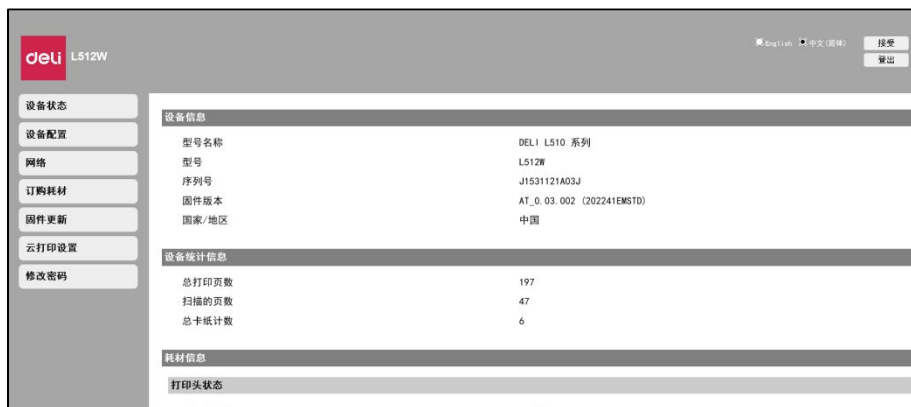 deli L512W
English 中文(简体)
接受
登出
设备状态
设备配置
网络
订购耗材
固件更新
云打印设置
修改密码
设备信息
型号名称 DELI L510 系列
型号 L512W
序列号 J1531121A03J
固件版本 AT_0.03.002 (202241EMSTD)
国家/地区 中国
设备统计信息
总打印页数 197
扫描的页数 47
总卡纸计数 6
耗材信息
打印头状态